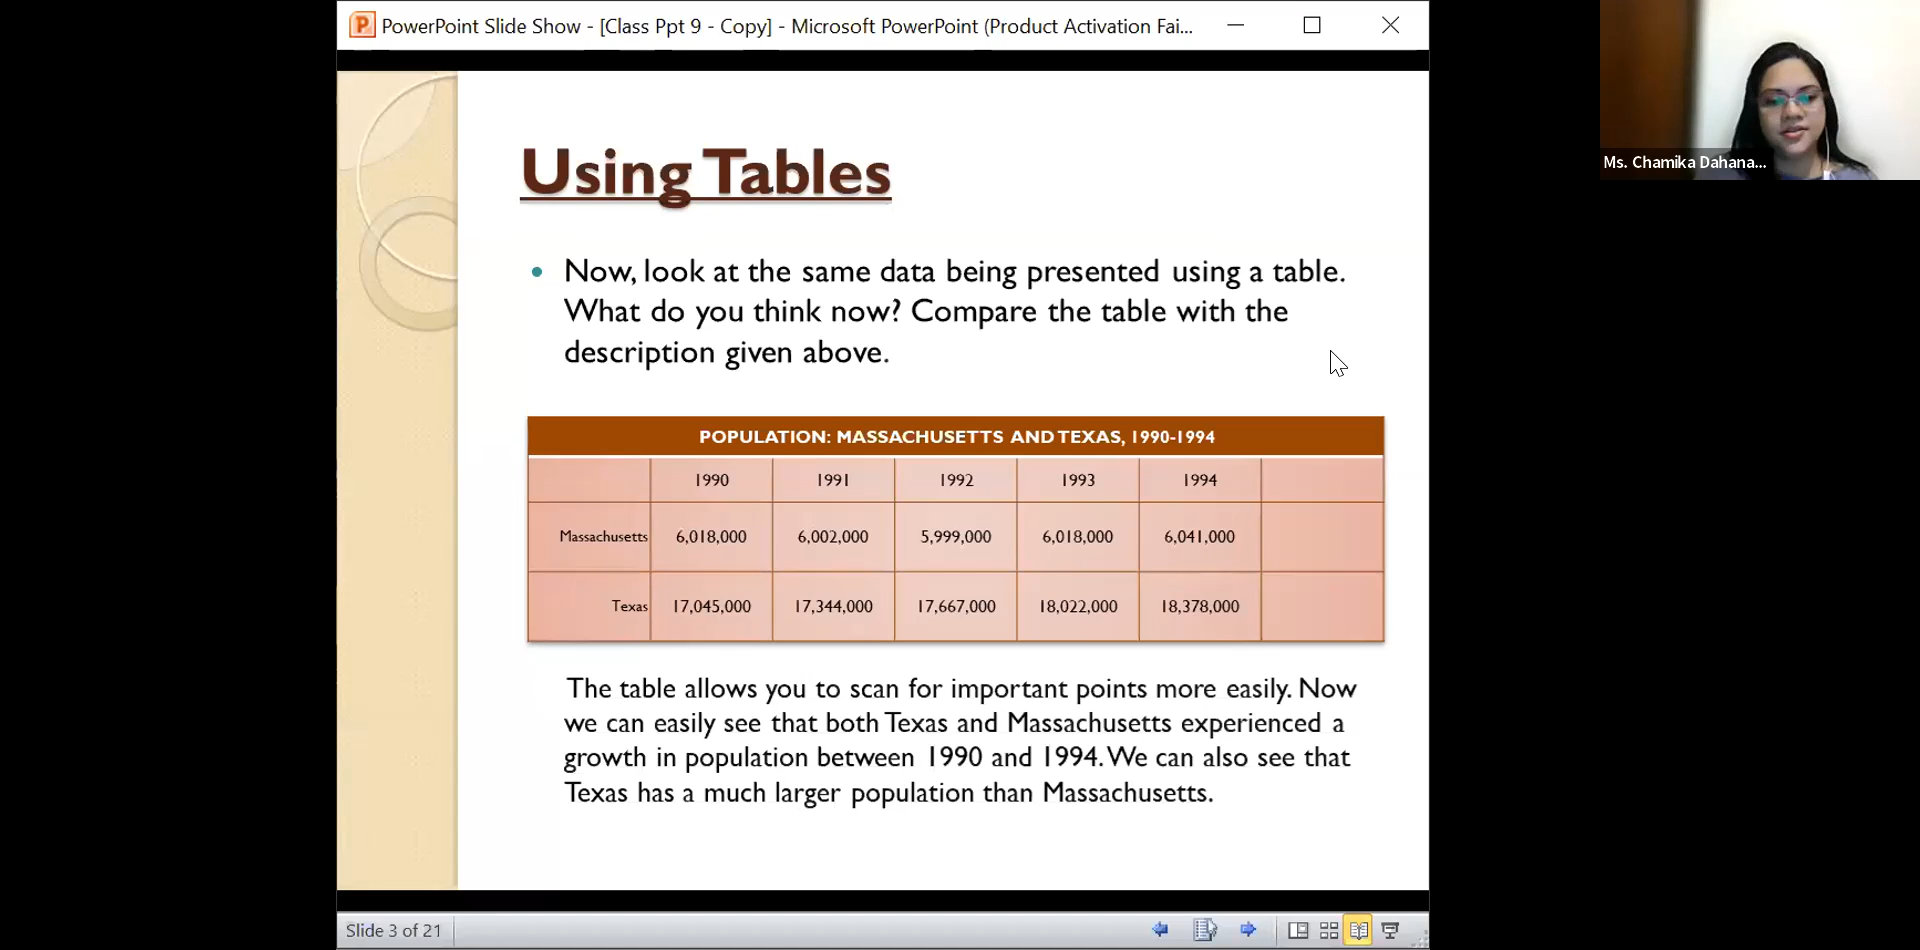 PowerPoint Slide Show - [Class Ppt 9 - Copy] - Microsoft PowerPoint (Product Activation Fai...
Ms. Chamika Dahana...
Using Tables
• Now, look at the same data being presented using a table.
What do you think now? Compare the table with the
description given above.
POPULATION: MASSACHUSETTS AND TEXAS, 1990-1994
1990 1991 1992 1993 1994
Massachusetts 6,018,000 6,002,000 5,999,000 6,018,000 6,041,000
Texas 17,045,000 17,344,000 17,667,000 18,022,000 18,378,000
The table allows you to scan for important points more easily. Now
we can easily see that both Texas and Massachusetts experienced a
growth in population between 1990 and 1994. We can also see that
Texas has a much larger population than Massachusetts.
Slide 3 of 21